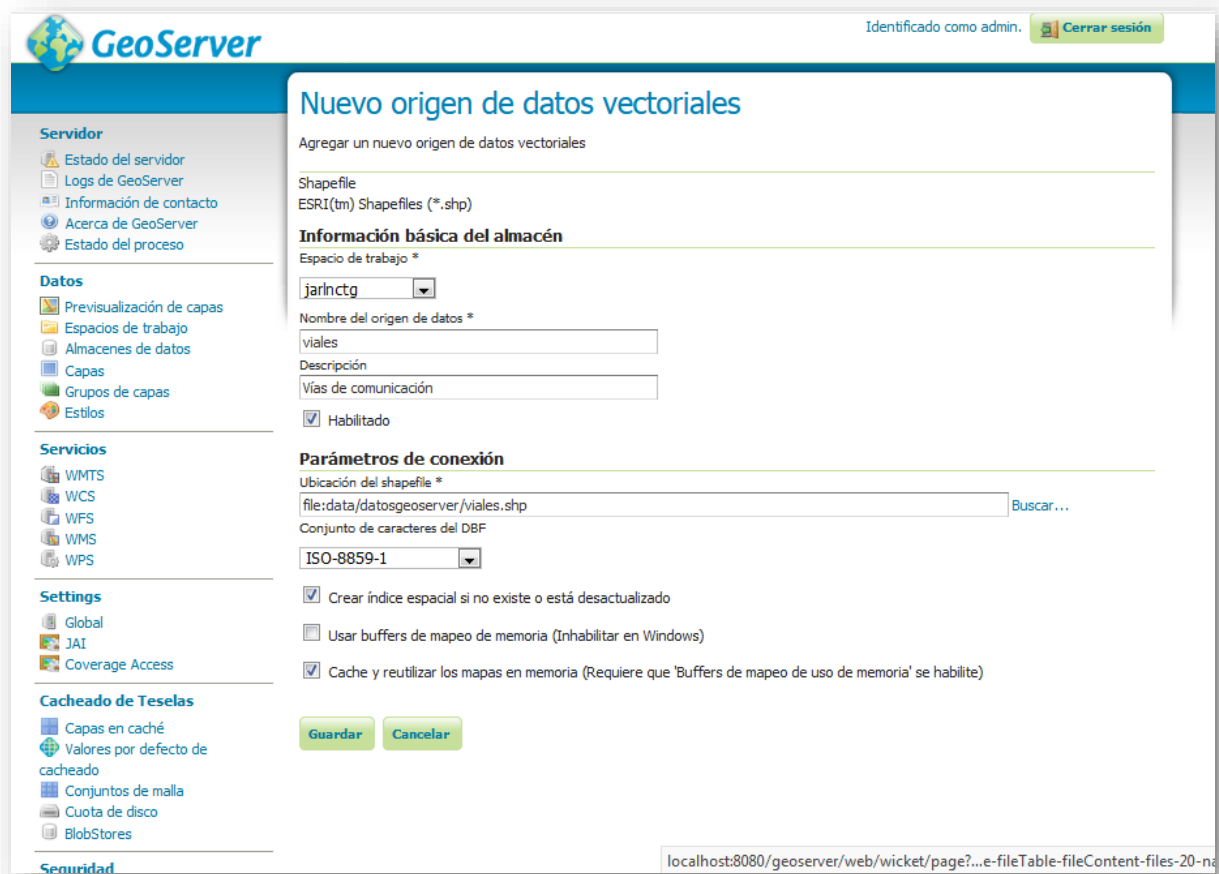 GeoServer
Identificado como admin.
Cerrar sesión
Servidor
Estado del servidor
Logs de GeoServer
Información de contacto
Acerca de GeoServer
Estado del proceso
Datos
Previsualización de capas
Espacios de trabajo
Almacenes de datos
Capas
Grupos de capas
Estilos
Servicios
WMTS
WCS
WFS
WMS
WPS
Settings
Global
JAI
Coverage Access
Cacheado de Teselas
Capas en caché
Valores por defecto de
cacheado
Conjuntos de malla
Cuota de disco
BlobStores
Seguridad
Nuevo origen de datos vectoriales
Agregar un nuevo origen de datos vectoriales
Shapefile
ESRI(tm) Shapefiles (*.shp)
Información básica del almacén
Espacio de trabajo *
jarlnctg
Nombre del origen de datos *
viales
Descripción
Vías de comunicación
Habilitado
Parámetros de conexión
Ubicación del shapefile *
file:data/datosgeoserver/viales.shp
Buscar...
Conjunto de caracteres del DBF
ISO-8859-1
Crear índice espacial si no existe o está desactualizado
Usar buffers de mapeo de memoria (Inhabilitar en Windows)
Cache y reutilizar los mapas en memoria (Requiere que 'Buffers de mapeo de uso de memoria' se habilite)
Guardar
Cancelar
localhost:8080/geoserver/web/wicket/page?...e-fileTable-fileContent-files-20-na